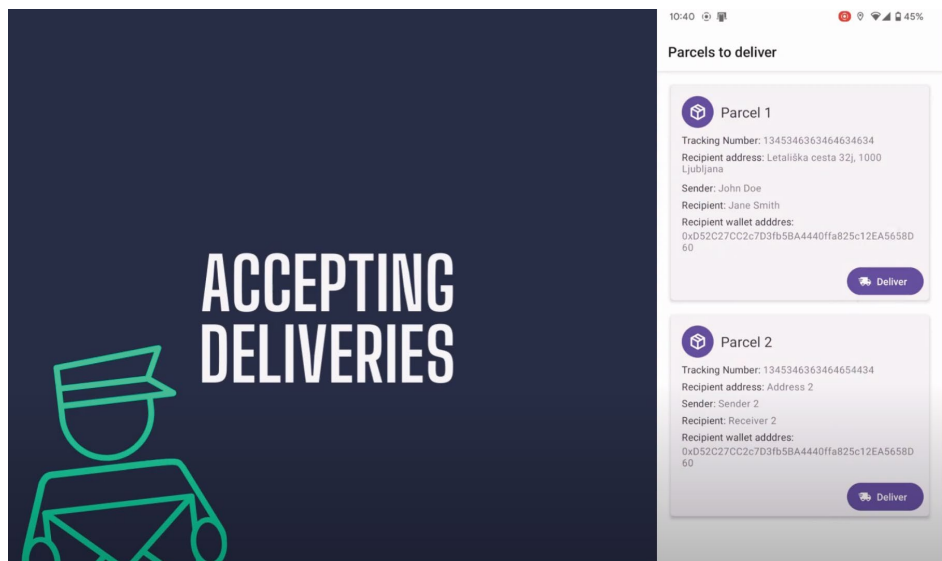 ACCEPTING
DELIVERIES
10:40
45%
Parcels to deliver
Parcel 1
Tracking Number: 1345346363464634634
Recipient address: Letališka cesta 32j, 1000
Ljubljana
Sender: John Doe
Recipient: Jane Smith
Recipient wallet adddres:
0xD52C27CC2c7D3fb5BA4440ffa825c12EA5658D
60
Deliver
Parcel 2
Tracking Number: 1345346363464654434
Recipient address: Address 2
Sender: Sender 2
Recipient: Receiver 2
Recipient wallet adddres:
0xD52C27CC2c7D3fb5BA4440ffa825c12EA5658D
60
Deliver